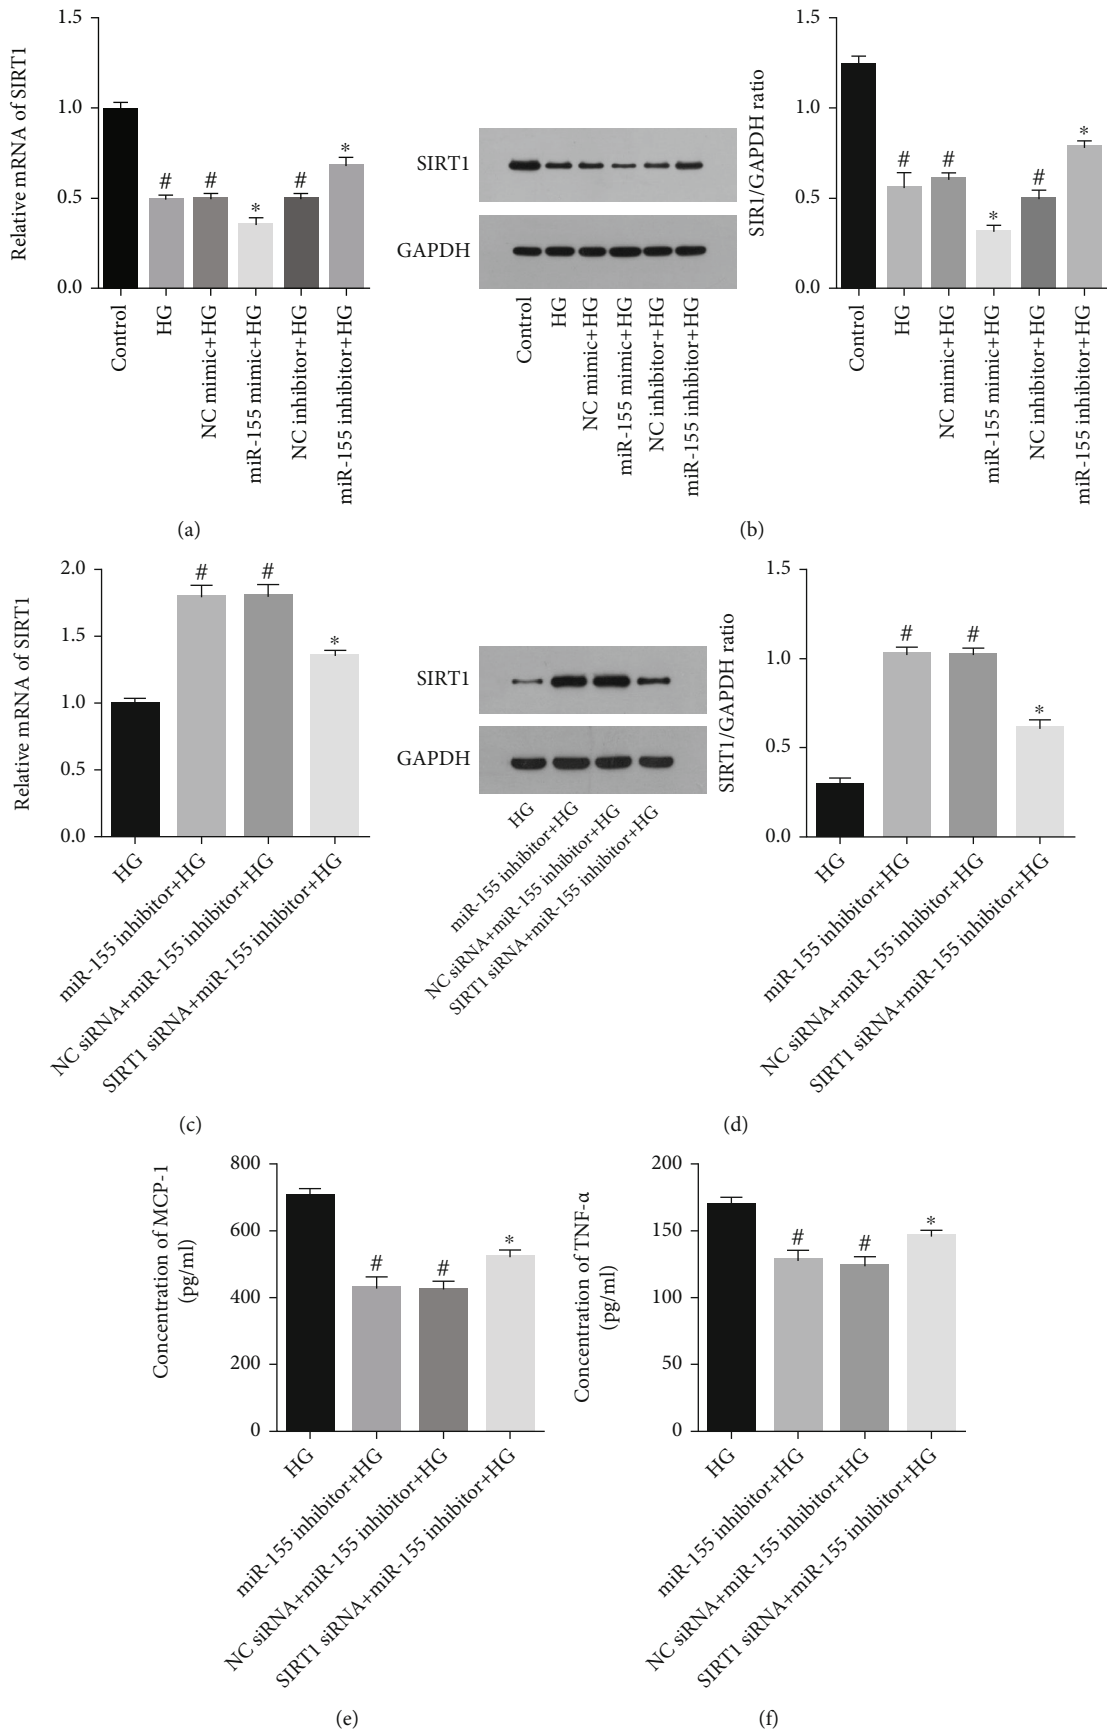 Relative mRNA of SIRT1
1.5
1.0
0.5
0.0
#
#
*
#
*
Control
HG
NC mimic+HG
miR-155 mimic+HG
NC inhibitor+HG
miR-155 inhibitor+HG
(a)
SIRT1
GAPDH
Control
HG
NC mimic+HG
miR-155 mimic+HG
NC inhibitor+HG
miR-155 inhibitor+HG
SIR1/GAPDH ratio
1.5
1.0
0.5
0.0
#
#
*
#
*
Control
HG
NC mimic+HG
miR-155 mimic+HG
NC inhibitor+HG
miR-155 inhibitor+HG
(b)
Relative mRNA of SIRT1
2.0
1.5
1.0
0.5
0.0
#
#
*
HG
miR-155 inhibitor+HG
NC siRNA+miR-155 inhibitor+HG
SIRT1 siRNA+miR-155 inhibitor+HG
(c)
SIRT1
GAPDH
HG
miR-155 inhibitor+HG
NC siRNA+miR-155 inhibitor+HG
SIRT1 siRNA+miR-155 inhibitor+HG
SIRT1/GAPDH ratio
1.5
1.0
0.5
0.0
#
#
*
HG
miR-155 inhibitor+HG
NC siRNA+miR-155 inhibitor+HG
SIRT1 siRNA+miR-155 inhibitor+HG
(d)
Concentration of MCP-1
(pg/ml)
800
600
400
200
0
#
#
*
HG
miR-155 inhibitor+HG
NC siRNA+miR-155 inhibitor+HG
SIRT1 siRNA+miR-155 inhibitor+HG
(e)
Concentration of TNF-α
(pg/ml)
200
150
100
50
0
#
#
*
HG
miR-155 inhibitor+HG
NC siRNA+miR-155 inhibitor+HG
SIRT1 siRNA+miR-155 inhibitor+HG
(f)